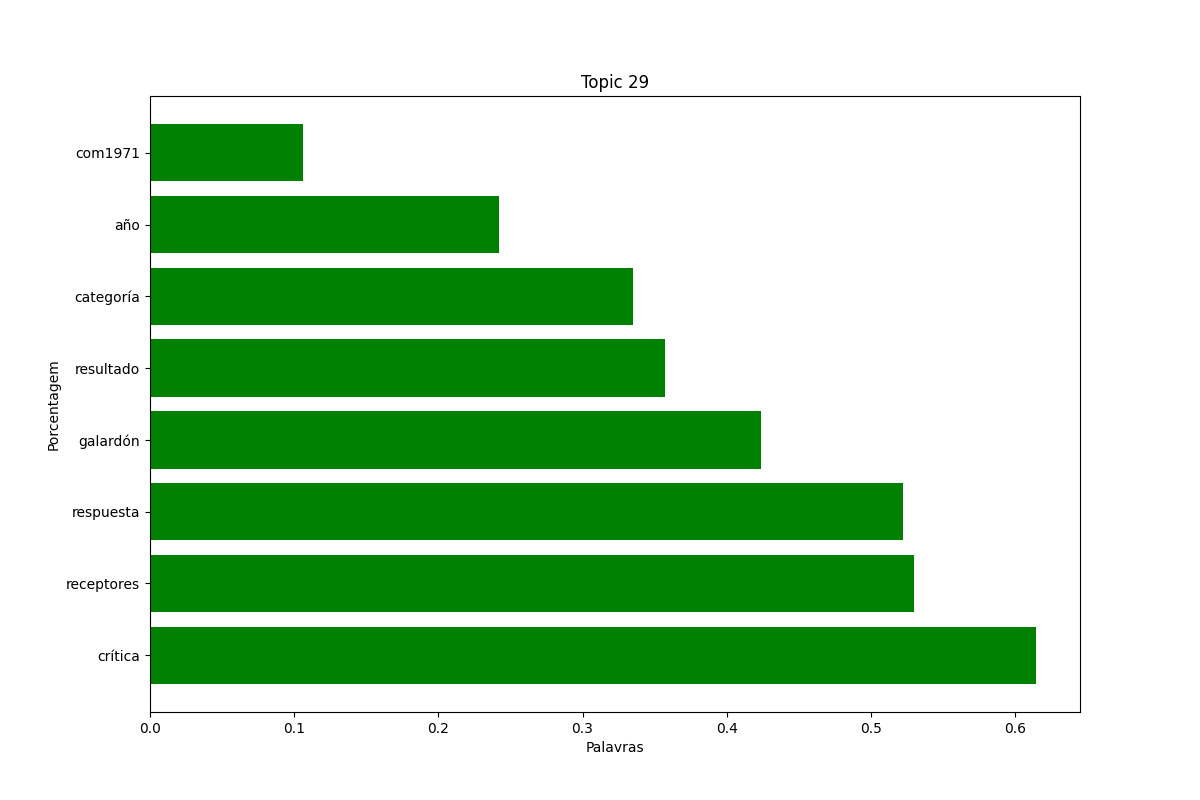 Topic 29
com1971
año
categoría
resultado
galardón
respuesta
receptores
crítica
Porcentagem
0.0 0.1 0.2 0.3 0.4 0.5 0.6
Palavras